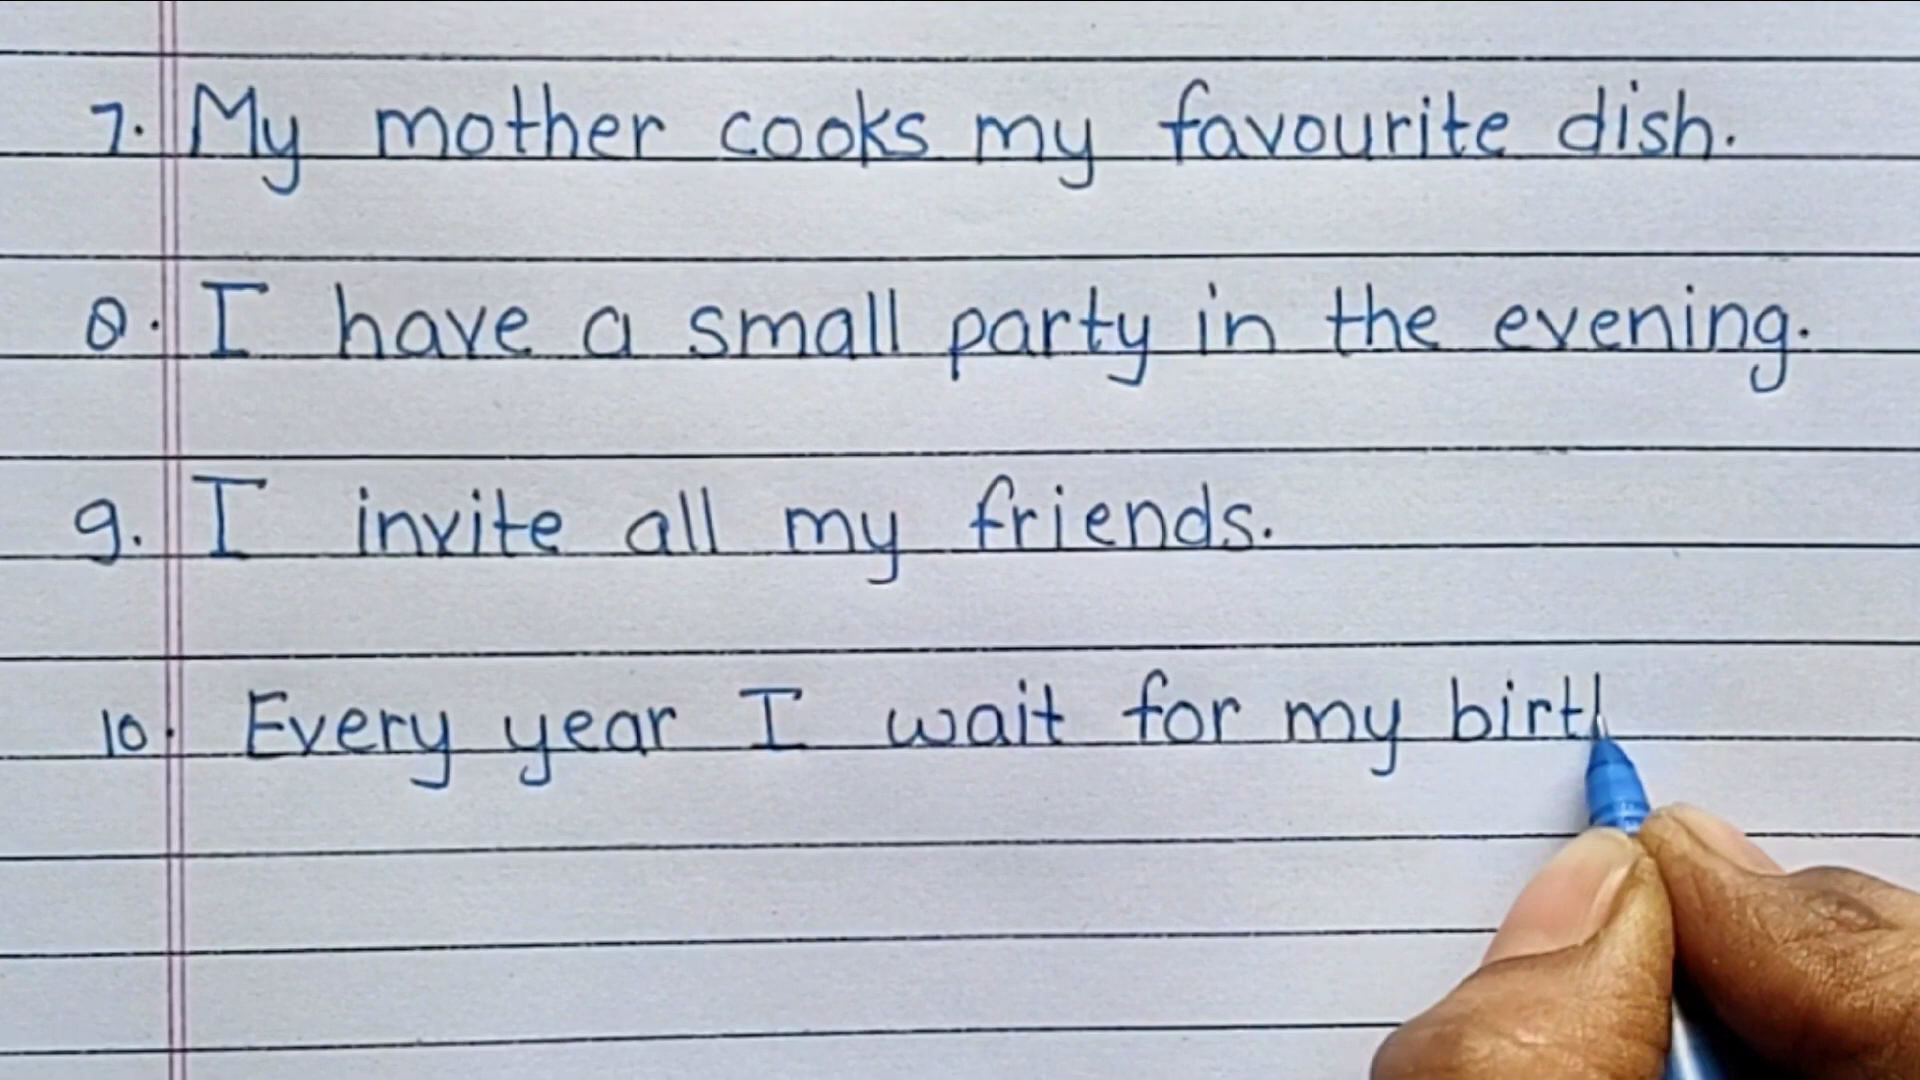 7. My mother cooks my favourite dish.
8. I have a small party in the evening.
9. I invite all my friends.
10. Every year I wait for my birt